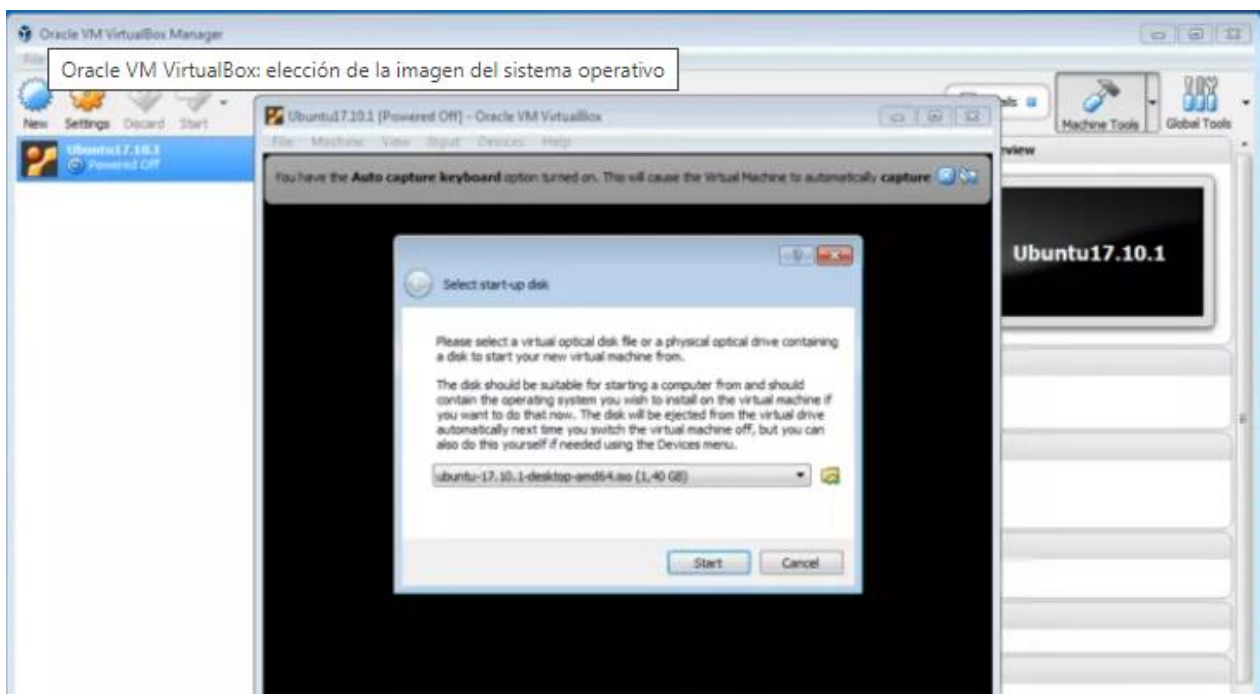 Oracle VM VirtualBox Manager
Oracle VM VirtualBox: elección de la imagen del sistema operativo
New Settings Discard Start
Machine Tools Global Tools
Ubuntu17.10.1
Powered Off
Ubuntu17.10.1 [Powered Off] - Oracle VM VirtualBox
File Machine View Input Devices Help
You have the Auto capture keyboard option turned on. This will cause the Virtual Machine to automatically capture
Ubuntu17.10.1
Select start-up disk
Please select a virtual optical disk file or a physical optical drive containing
a disk to start your new virtual machine from.
The disk should be suitable for starting a computer from and should
contain the operating system you wish to install on the virtual machine if
you want to do that now. The disk will be ejected from the virtual drive
automatically next time you switch the virtual machine off, but you can
also do this yourself if needed using the Devices menu.
ubuntu-17.10.1-desktop-amd64.iso (1,40 GB)
Start Cancel